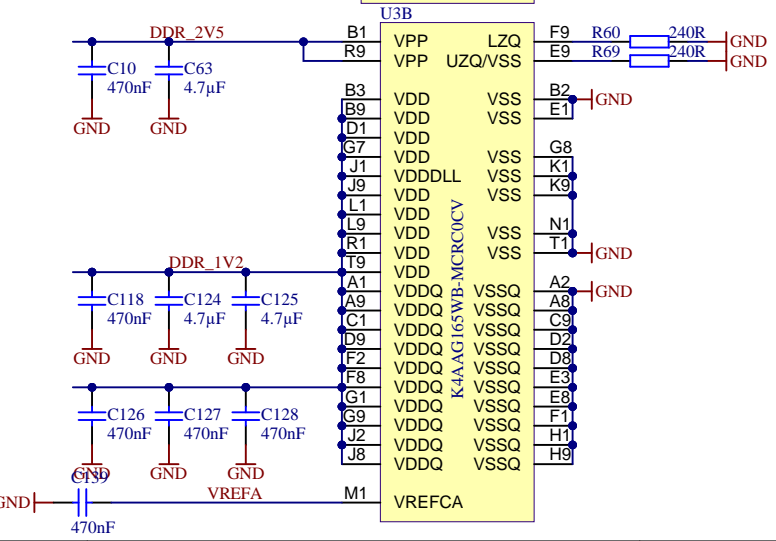 U3B
DDR_2V5
B1 VPP LZQ F9 R60 240R GND
R9 VPP UZQ/VSS E9 R69 240R GND
C10 C63
470nF 4.7µF
GND GND
B3 VDD VSS B2 GND
B9 VDD VSS E1
D1 VDD
G7 VDD VSS G8
J1 VDDDLL VSS K1
J9 VDD VSS K9
L1 VDD
L9 VDD VSS N1
R1 VDD VSS T1 GND
DDR_1V2
T9 VDD
A1 VDDQ VSSQ A2 GND
C118 C124 C125
470nF 4.7µF 4.7µF
GND GND GND
A9 VDDQ VSSQ A8
C1 VDDQ VSSQ C9
D9 VDDQ VSSQ D2
F2 VDDQ VSSQ D8
F8 VDDQ VSSQ E3
G1 VDDQ VSSQ E8
G9 VDDQ VSSQ F1
J2 VDDQ VSSQ H1
J8 VDDQ VSSQ H9
K4AAG165WB-MCRC0CV
C126 C127 C128
470nF 470nF 470nF
GND GND GND
C139
GND VREFA M1 VREFCA
470nF